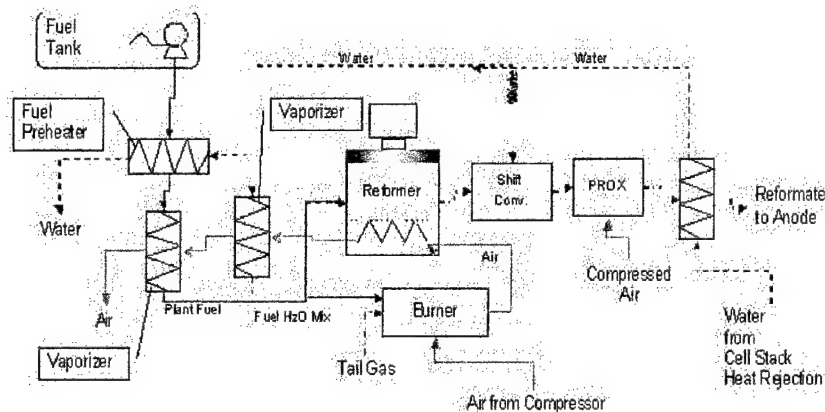 Fuel
Tank
Water
Water
Water
Fuel
Preheater
Vaporizer
Reformer
Shift
Conv.
PROX
Reformate
to Anode
Water
Air
Compressed
Air
Air
Plant Fuel
Fuel H2O Mix
Burner
Vaporizer
Tail Gas
Air from Compressor
Water
from
Cell Stack
Heat Rejection